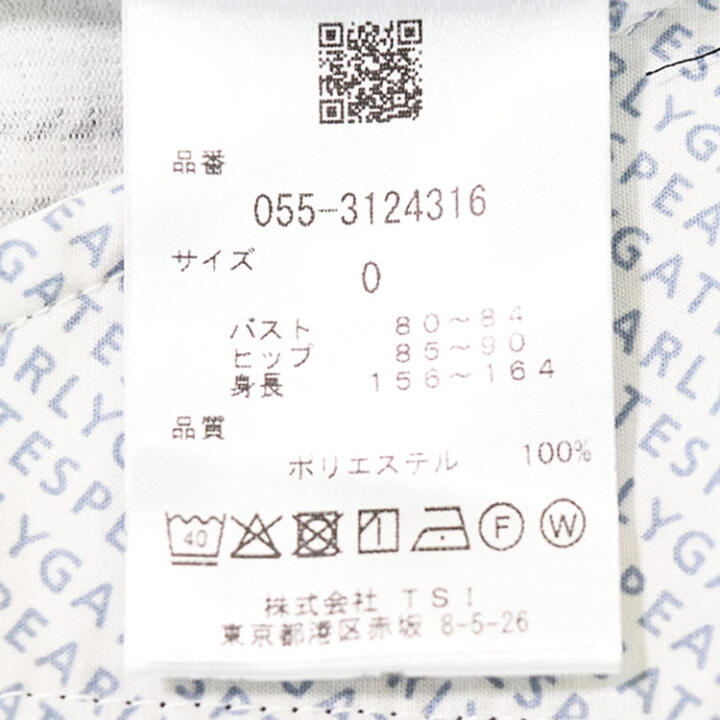 品番
055-3124316
サイズ 0
バスト 80〜84
ヒップ 85〜90
身長 156〜164
品質
ポリエステル 100%
40 F W
株式会社 TSI
東京都港区赤坂 8-5-26
PEARLY GATES